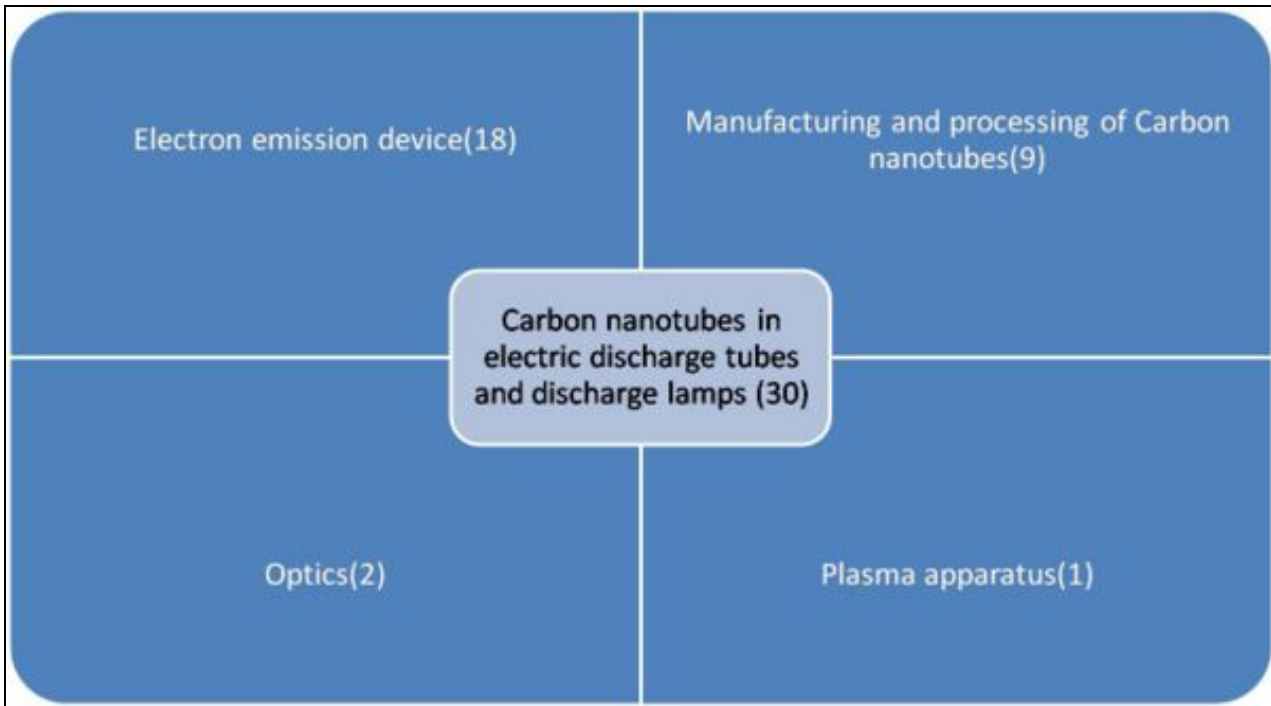 Electron emission device(18)
Manufacturing and processing of Carbon
nanotubes(9)
Carbon nanotubes in
electric discharge tubes
and discharge lamps (30)
Optics(2)
Plasma apparatus(1)